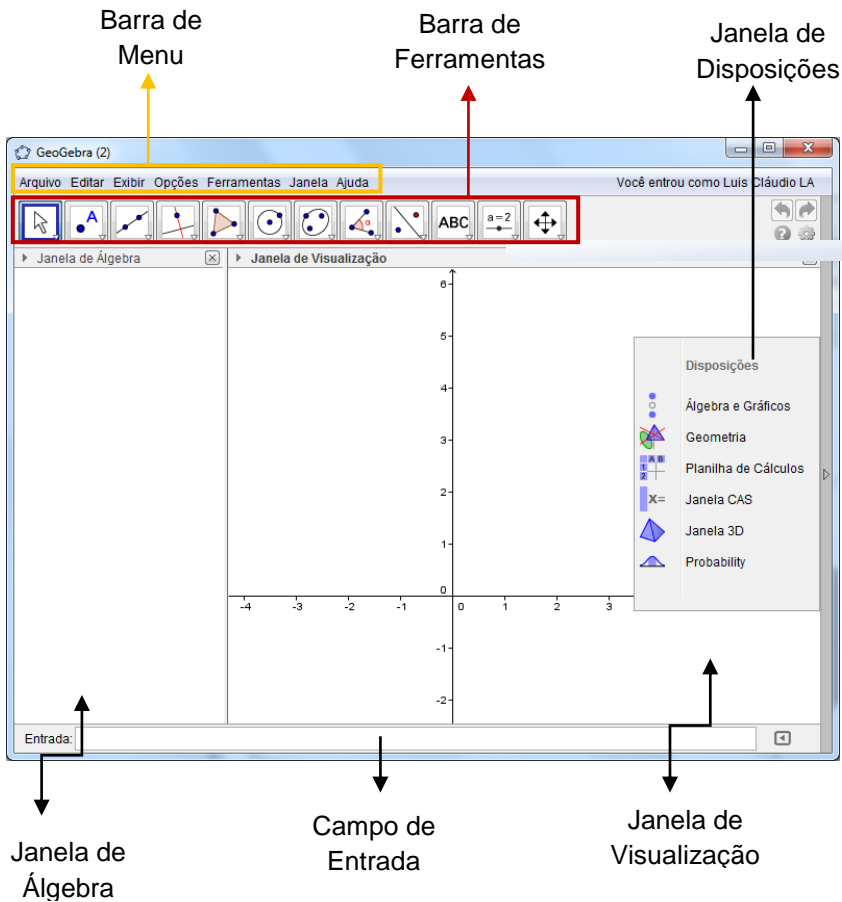 Barra de
Menu
Barra de
Ferramentas
Janela de
Disposições
GeoGebra (2)
Arquivo Editar Exibir Opções Ferramentas Janela Ajuda
Você entrou como Luis Cláudio LA
A
α
ABC
a=2
Janela de Álgebra
Janela de Visualização
6
5
4
3
2
1
0
-4 -3 -2 -1 0 1 2 3
-1
-2
Disposições
Álgebra e Gráficos
Geometria
A B
1
2
Planilha de Cálculos
X=
Janela CAS
Janela 3D
Probability
Entrada:
Janela de
Álgebra
Campo de
Entrada
Janela de
Visualização